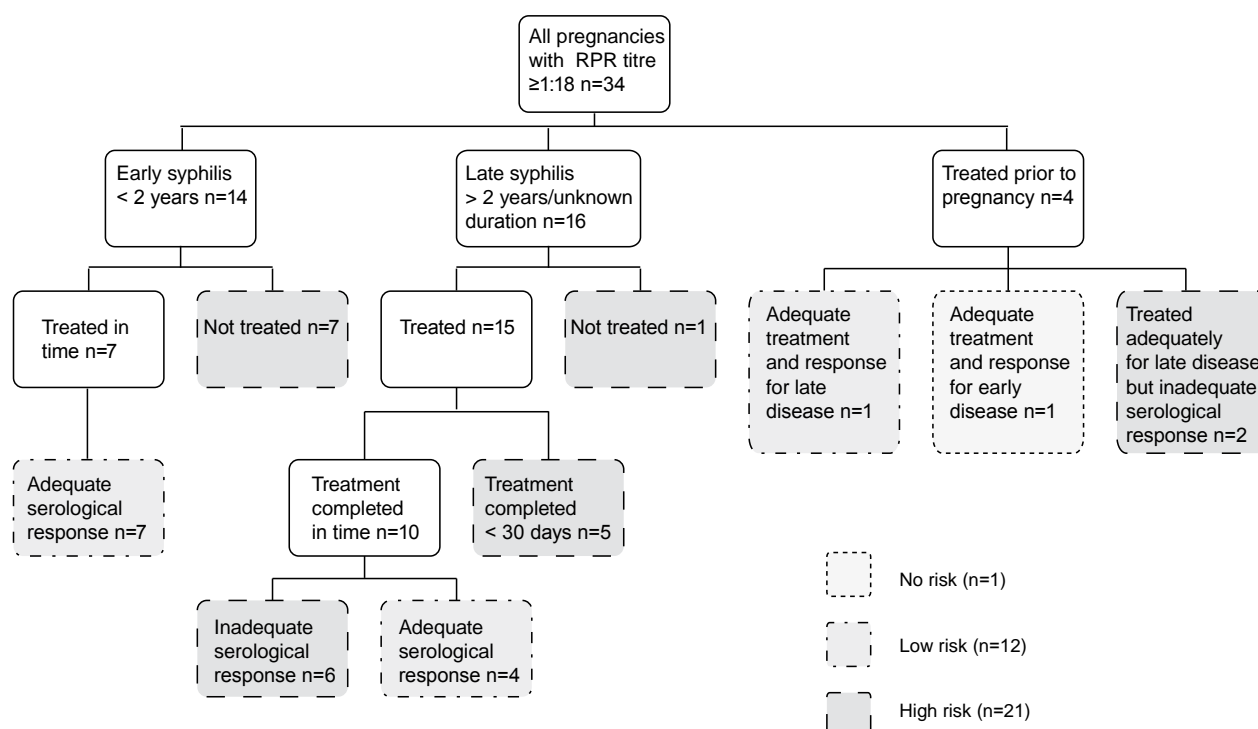 All pregnancies
with RPR titre
≥1:18 n=34
Early syphilis
< 2 years n=14
Late syphilis
> 2 years/unknown
duration n=16
Treated prior to
pregnancy n=4
Treated in
time n=7
Not treated n=7
Treated n=15
Not treated n=1
Adequate
treatment
and response
for late
disease n=1
Adequate
treatment
and response
for early
disease n=1
Treated
adequately
for late disease
but inadequate
serological
response n=2
Adequate
serological
response n=7
Treatment
completed
in time n=10
Treatment
completed
< 30 days n=5
Inadequate
serological
response n=6
Adequate
serological
response n=4
No risk (n=1)
Low risk (n=12)
High risk (n=21)